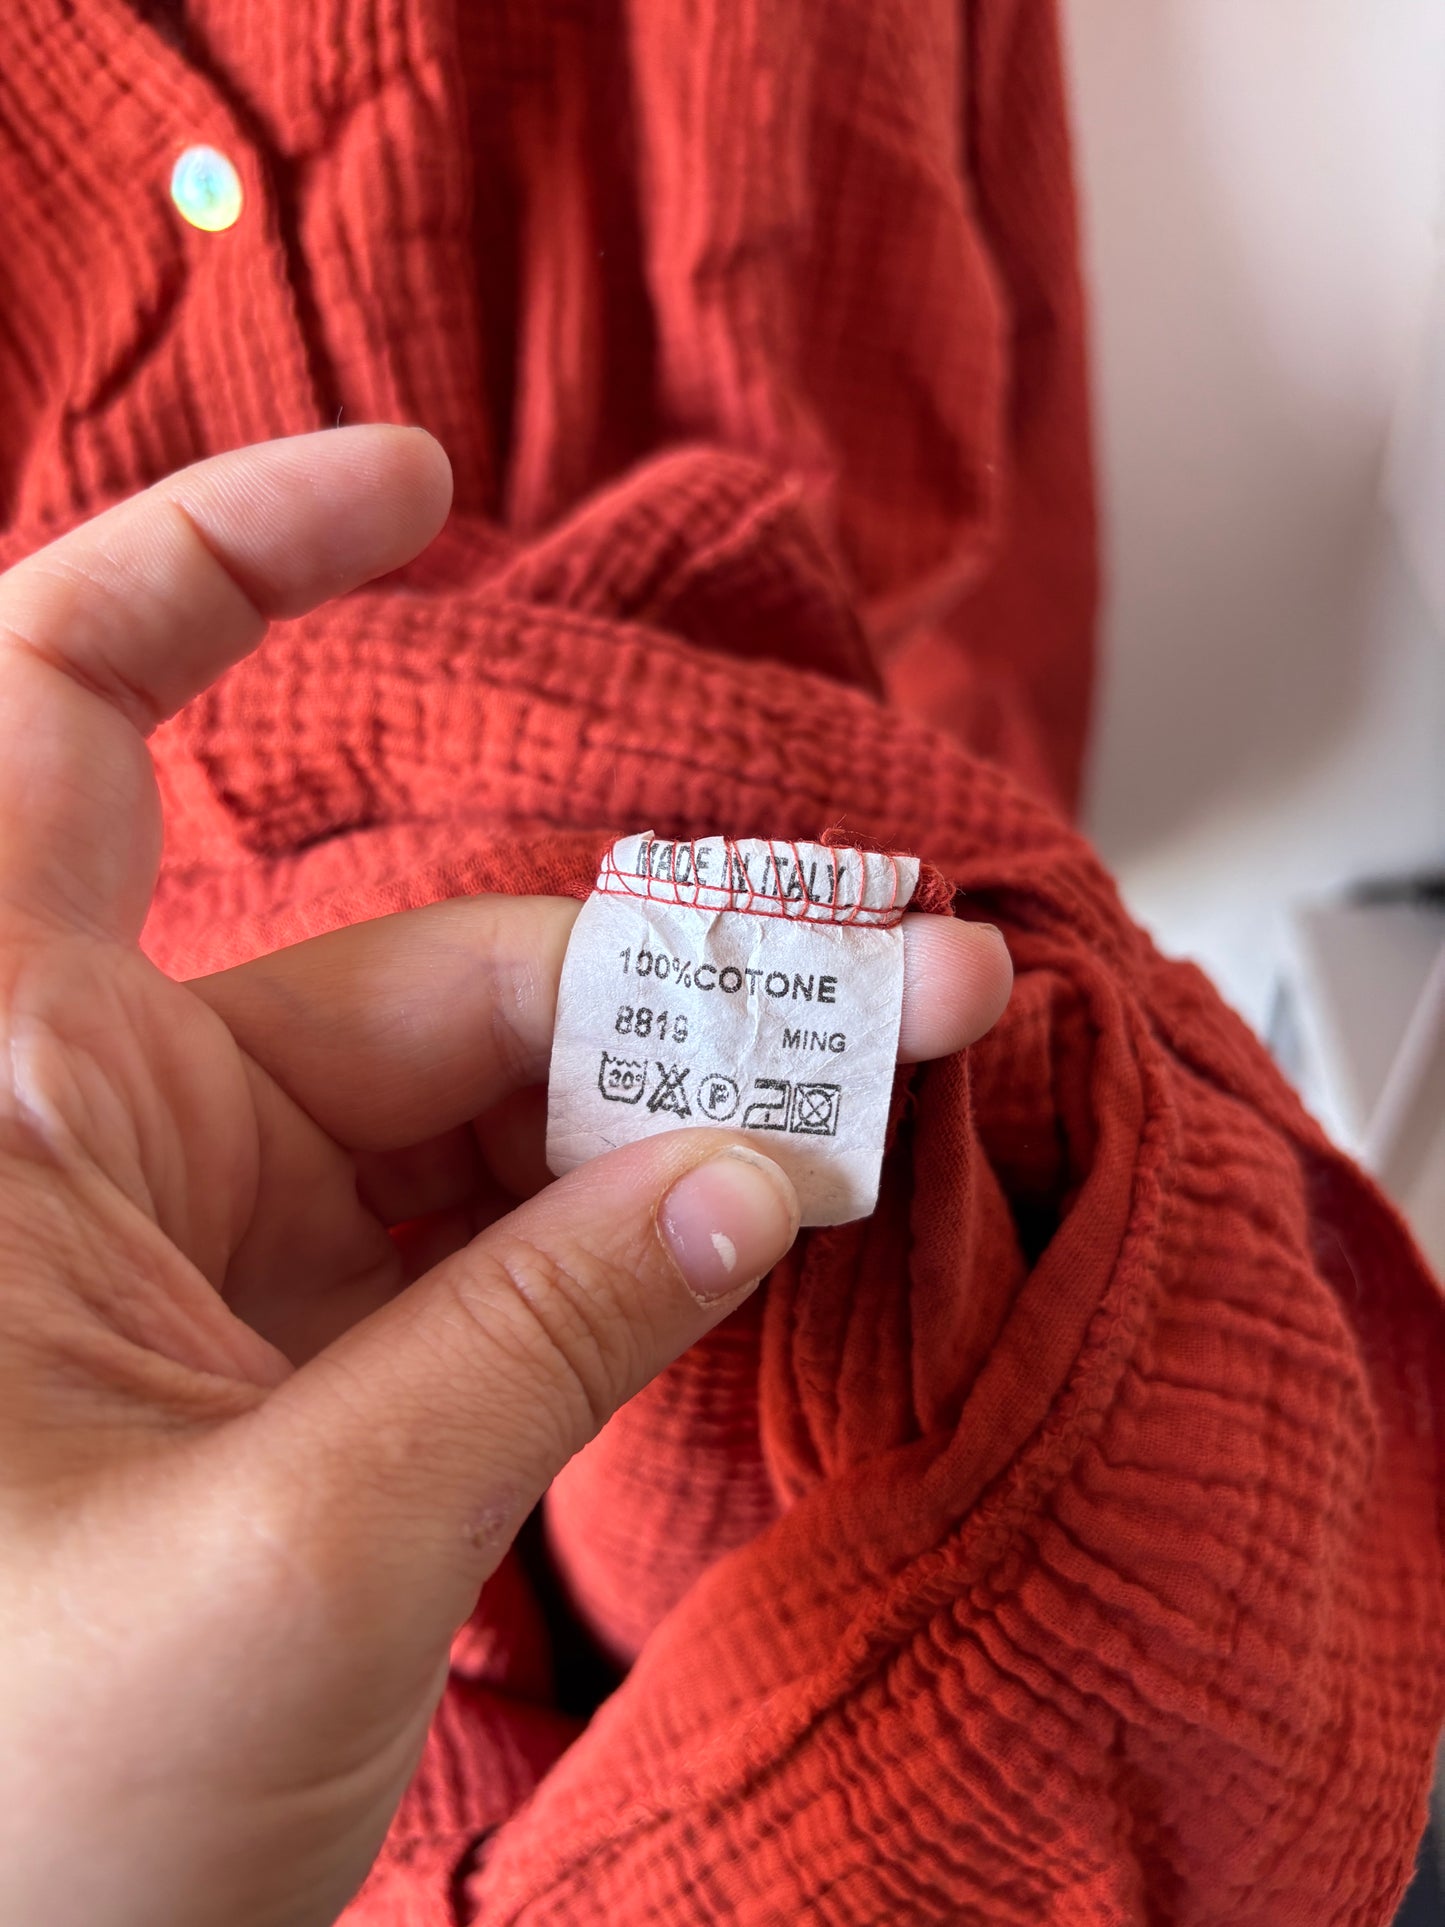 MADE IN ITALY
100%COTONE
8819 MING
30° F